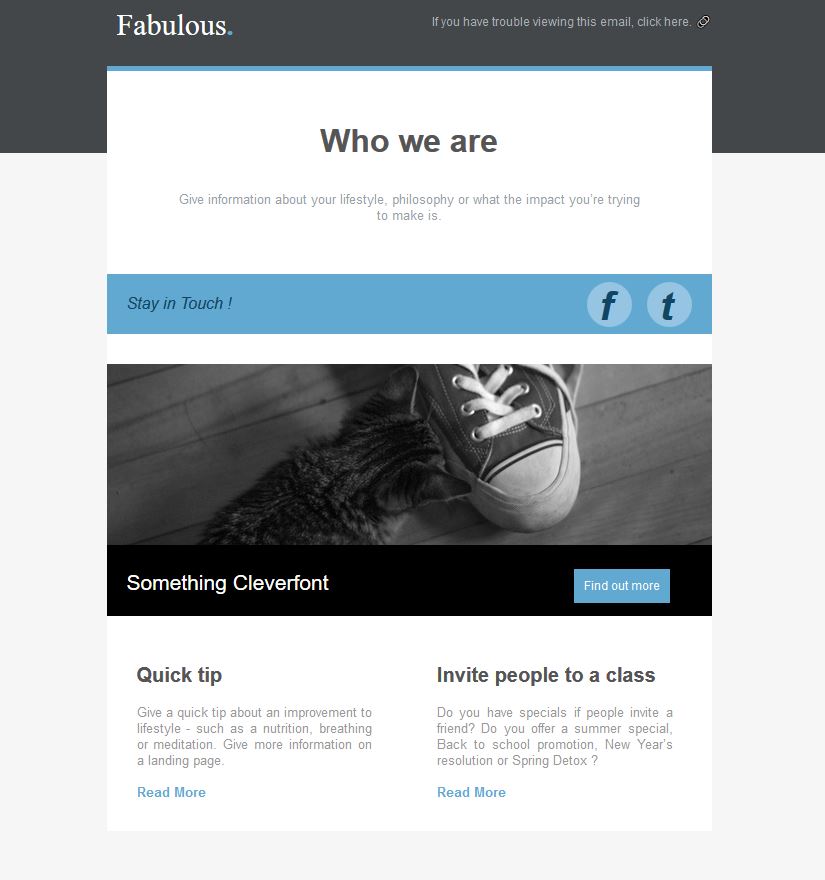 Fabulous.
If you have trouble viewing this email, click here.
Who we are
Give information about your lifestyle, philosophy or what the impact you're trying
to make is.
Stay in Touch !
f t
Something Cleverfont
Find out more
Quick tip
Give a quick tip about an improvement to
lifestyle - such as a nutrition, breathing
or meditation. Give more information on
a landing page.
Read More
Invite people to a class
Do you have specials if people invite a
friend? Do you offer a summer special,
Back to school promotion, New Year's
resolution or Spring Detox ?
Read More